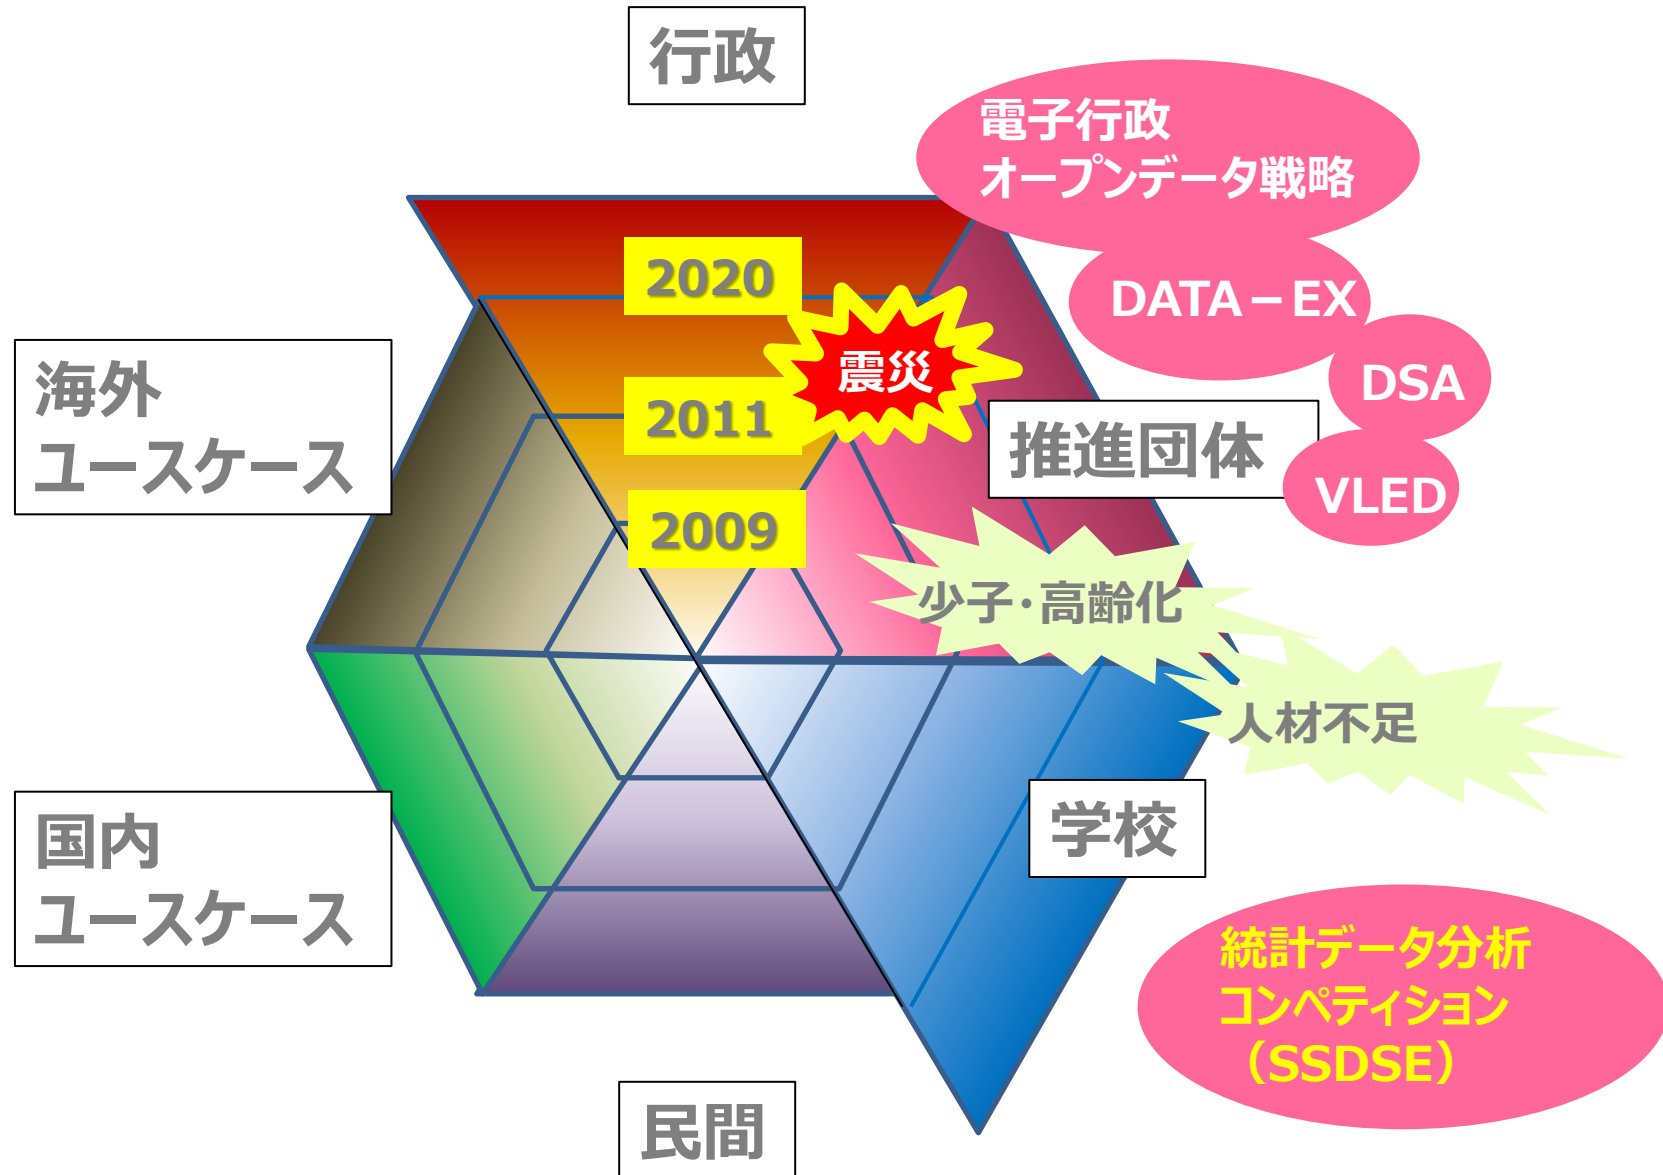 行政
電子行政
オープンデータ戦略
2020
DATA－EX
震災
DSA
海外
ユースケース
2011
推進団体
VLED
2009
少子・高齢化
人材不足
国内
ユースケース
学校
統計データ分析
コンペティション
（SSDSE）
民間